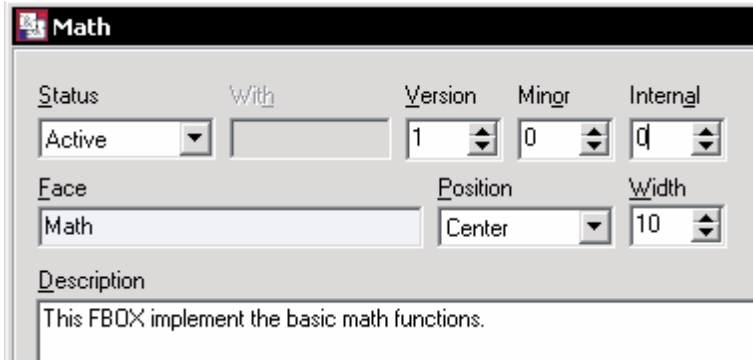 Math
Status With Version Minor Internal
Active 1 0 0
Face Position Width
Math Center 10
Description
This FBOX implement the basic math functions.